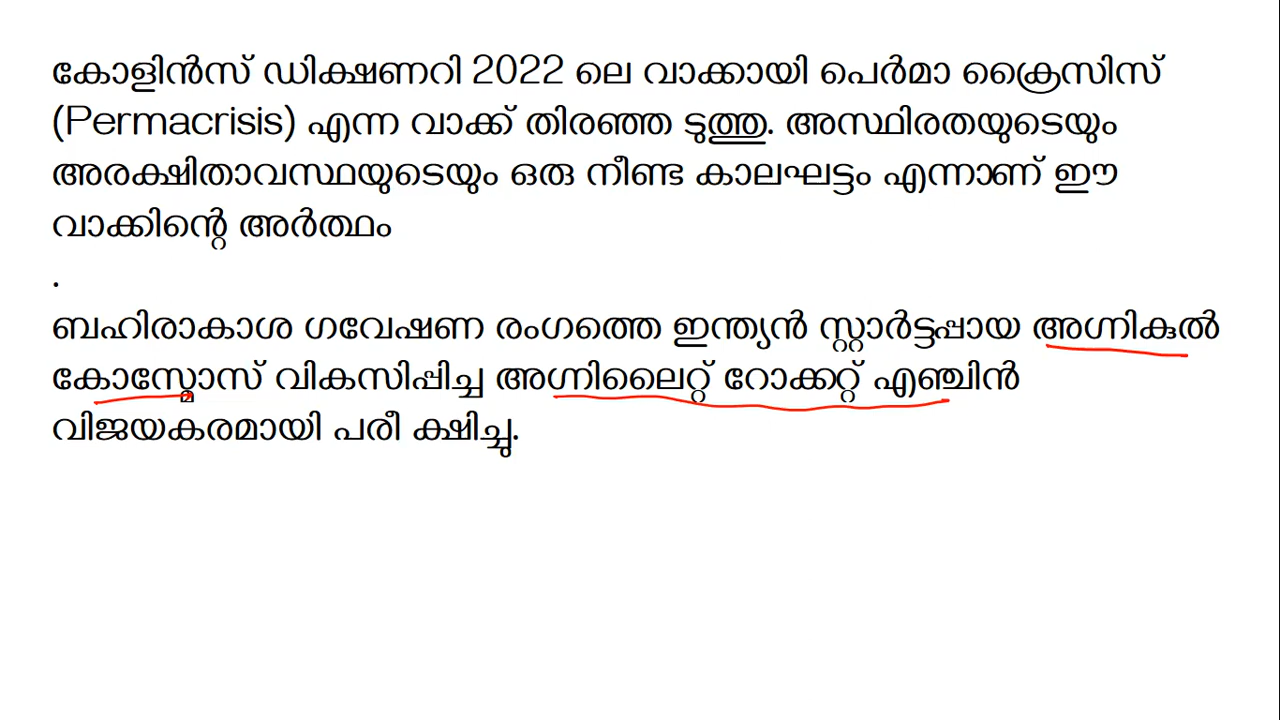 കോളിൻസ് ഡിക്ഷണറി 2022 ലെ വാക്കായി പെർമാ ക്രൈസിസ്
(Permacrisis) എന്ന വാക്ക് തിരഞ്ഞ ടുത്തു. അസ്ഥിരതയുടെയും
അരക്ഷിതാവസ്ഥയുടെയും ഒരു നീണ്ട കാലഘട്ടം എന്നാണ് ഈ
വാക്കിന്റെ അർത്ഥം
.
ബഹിരാകാശ ഗവേഷണ രംഗത്തെ ഇന്ത്യൻ സ്റ്റാർട്ടപ്പായ അഗ്നികുൽ
കോസ്മോസ് വികസിപ്പിച്ച അഗ്നിലൈറ്റ് റോക്കറ്റ് എഞ്ചിൻ
വിജയകരമായി പരീ ക്ഷിച്ചു.